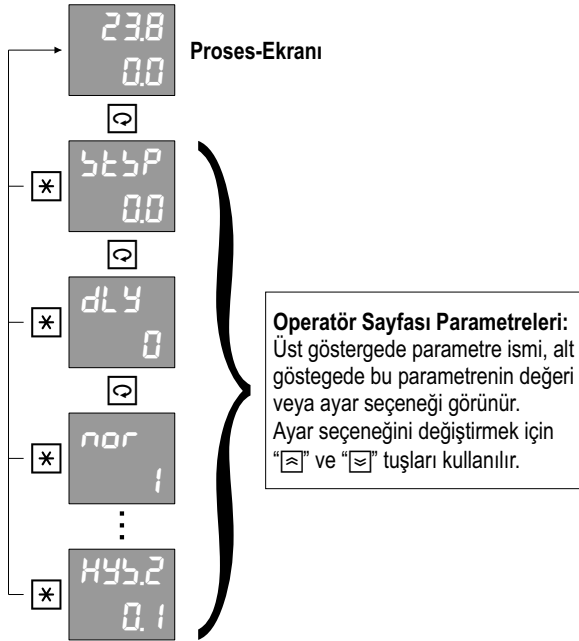 23.8
0.0
Proses-Ekranı
StSP
0.0
dLY
0
nor
1
HYS.2
0.1
Operatör Sayfası Parametreleri:
Üst göstergede parametre ismi, alt
göstegede bu parametrenin değeri
veya ayar seçeneği görünür.
Ayar seçeneğini değiştirmek için
“” ve “” tuşları kullanılır.